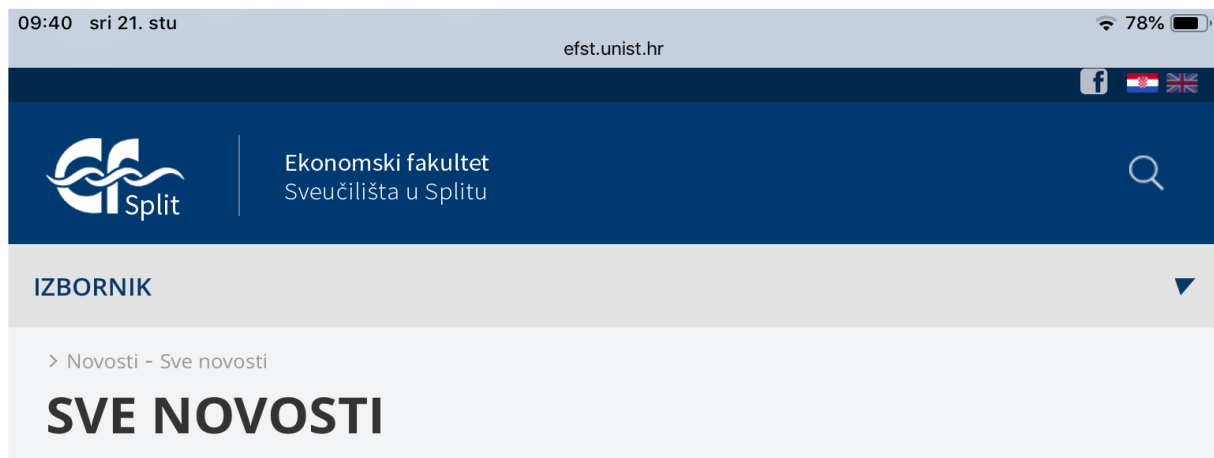 09:40 sri 21. stu
78%
efst.unist.hr
f
EF
Split
Ekonomski fakultet
Sveučilišta u Splitu
IZBORNIK
> Novosti - Sve novosti
SVE NOVOSTI